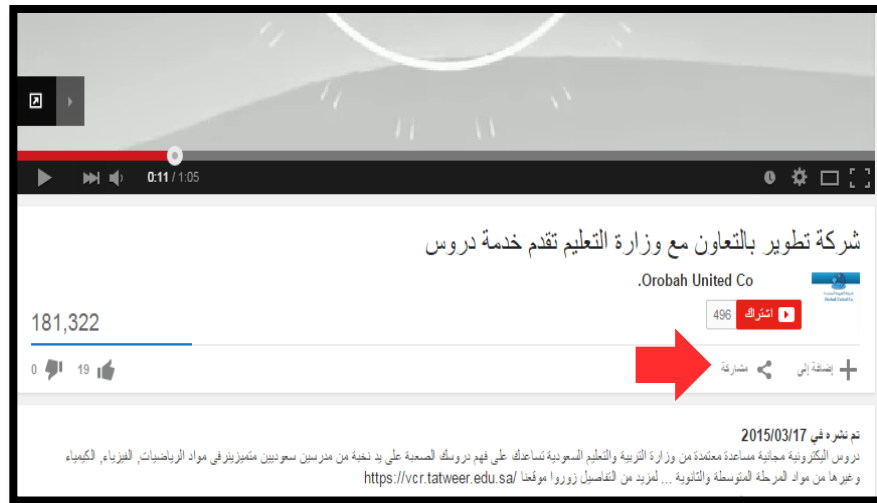 0:11 / 1:05
شركة تطوير بالتعاون مع وزارة التعليم تقدم خدمة دروس
Orobah United Co.
اشتراك 496
181,322
إضافة إلى مشاركة 19 0
تم نشره في 2015/03/17
دروس اليكترونية مجانية مساعدة معتمدة من وزارة التربية والتعليم السعودية تساعدك على فهم دروسك الصعبة على يد نخبة من مدرسين سعوديين متميزين في مواد الرياضيات, الفيزياء, الكيمياء
وغيرها من مواد المرحلة المتوسطة والثانوية ... لمزيد من التفاصيل زوروا موقعنا https://vcr.tatweer.edu.sa/